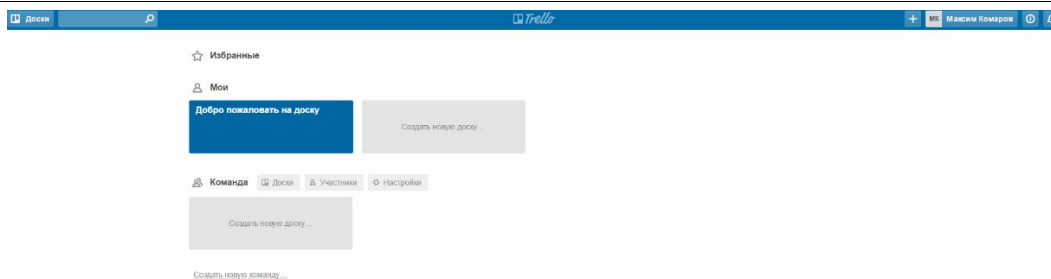 Доски Trello + МК Максим Комаров
Избранные
Мои
Добро пожаловать на доску
Создать новую доску...
Команда Доски Участники Настройки
Создать новую доску...
Создать новую команду...